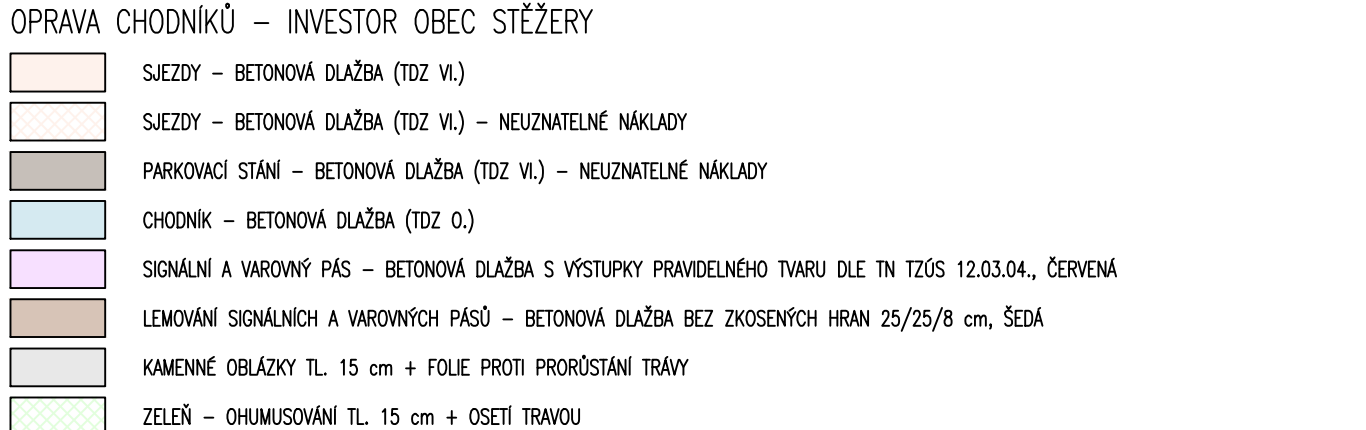 OPRAVA CHODNÍKŮ – INVESTOR OBEC STĚŽERY
SJEZDY – BETONOVÁ DLAŽBA (TDZ VI.)
SJEZDY – BETONOVÁ DLAŽBA (TDZ VI.) – NEUZNATELNÉ NÁKLADY
PARKOVACÍ STÁNÍ – BETONOVÁ DLAŽBA (TDZ VI.) – NEUZNATELNÉ NÁKLADY
CHODNÍK – BETONOVÁ DLAŽBA (TDZ O.)
SIGNÁLNÍ A VAROVNÝ PÁS – BETONOVÁ DLAŽBA S VÝSTUPKY PRAVIDELNÉHO TVARU DLE TN TZÚS 12.03.04., ČERVENÁ
LEMOVÁNÍ SIGNÁLNÍCH A VAROVNÝCH PÁSŮ – BETONOVÁ DLAŽBA BEZ ZKOSENÝCH HRAN 25/25/8 cm, ŠEDÁ
KAMENNÉ OBLÁZKY TL. 15 cm + FOLIE PROTI PRORŮSTÁNÍ TRÁVY
ZELEŇ – OHUMUSOVÁNÍ TL. 15 cm + OSETÍ TRAVOU